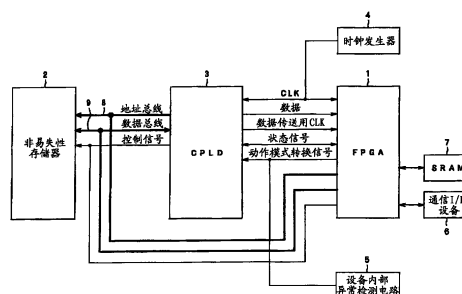 4
时钟发生器
2
3
1
CLK
地址总线
数据
9
8
数据总线
数据传送用CLK
非易失性
存储器
控制信号
CPLD
状态信号
FPGA
动作模式转换信号
7
SRAM
通信I/F
设备
6
5
设备内部
异常检测电路